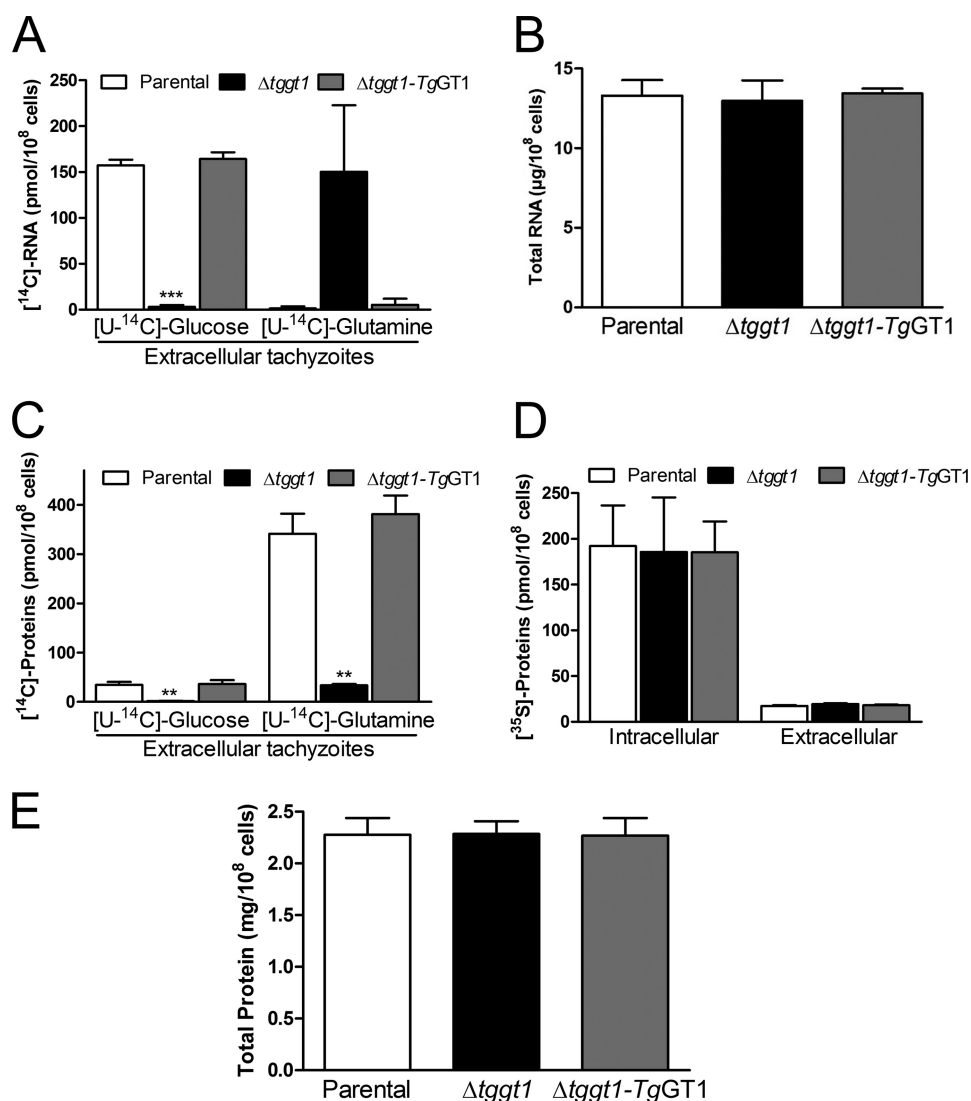 A
[¹⁴C]-RNA (pmol/10⁸ cells)
Parental Δtggt1 Δtggt1-TgGT1
250
200
150
100
50
0
***
[U-¹⁴C]-Glucose [U-¹⁴C]-Glutamine
Extracellular tachyzoites
B
Total RNA (µg/10⁸ cells)
15
10
5
0
Parental Δtggt1 Δtggt1-TgGT1
C
[¹⁴C]-Proteins (pmol/10⁸ cells)
Parental Δtggt1 Δtggt1-TgGT1
400
300
200
100
0
**
**
[U-¹⁴C]-Glucose [U-¹⁴C]-Glutamine
Extracellular tachyzoites
D
[³⁵S]-Proteins (pmol/10⁸ cells)
Parental Δtggt1 Δtggt1-TgGT1
250
200
150
100
50
0
Intracellular Extracellular
E
Total Protein (mg/10⁸ cells)
2.5
2.0
1.5
1.0
0.5
0.0
Parental Δtggt1 Δtggt1-TgGT1